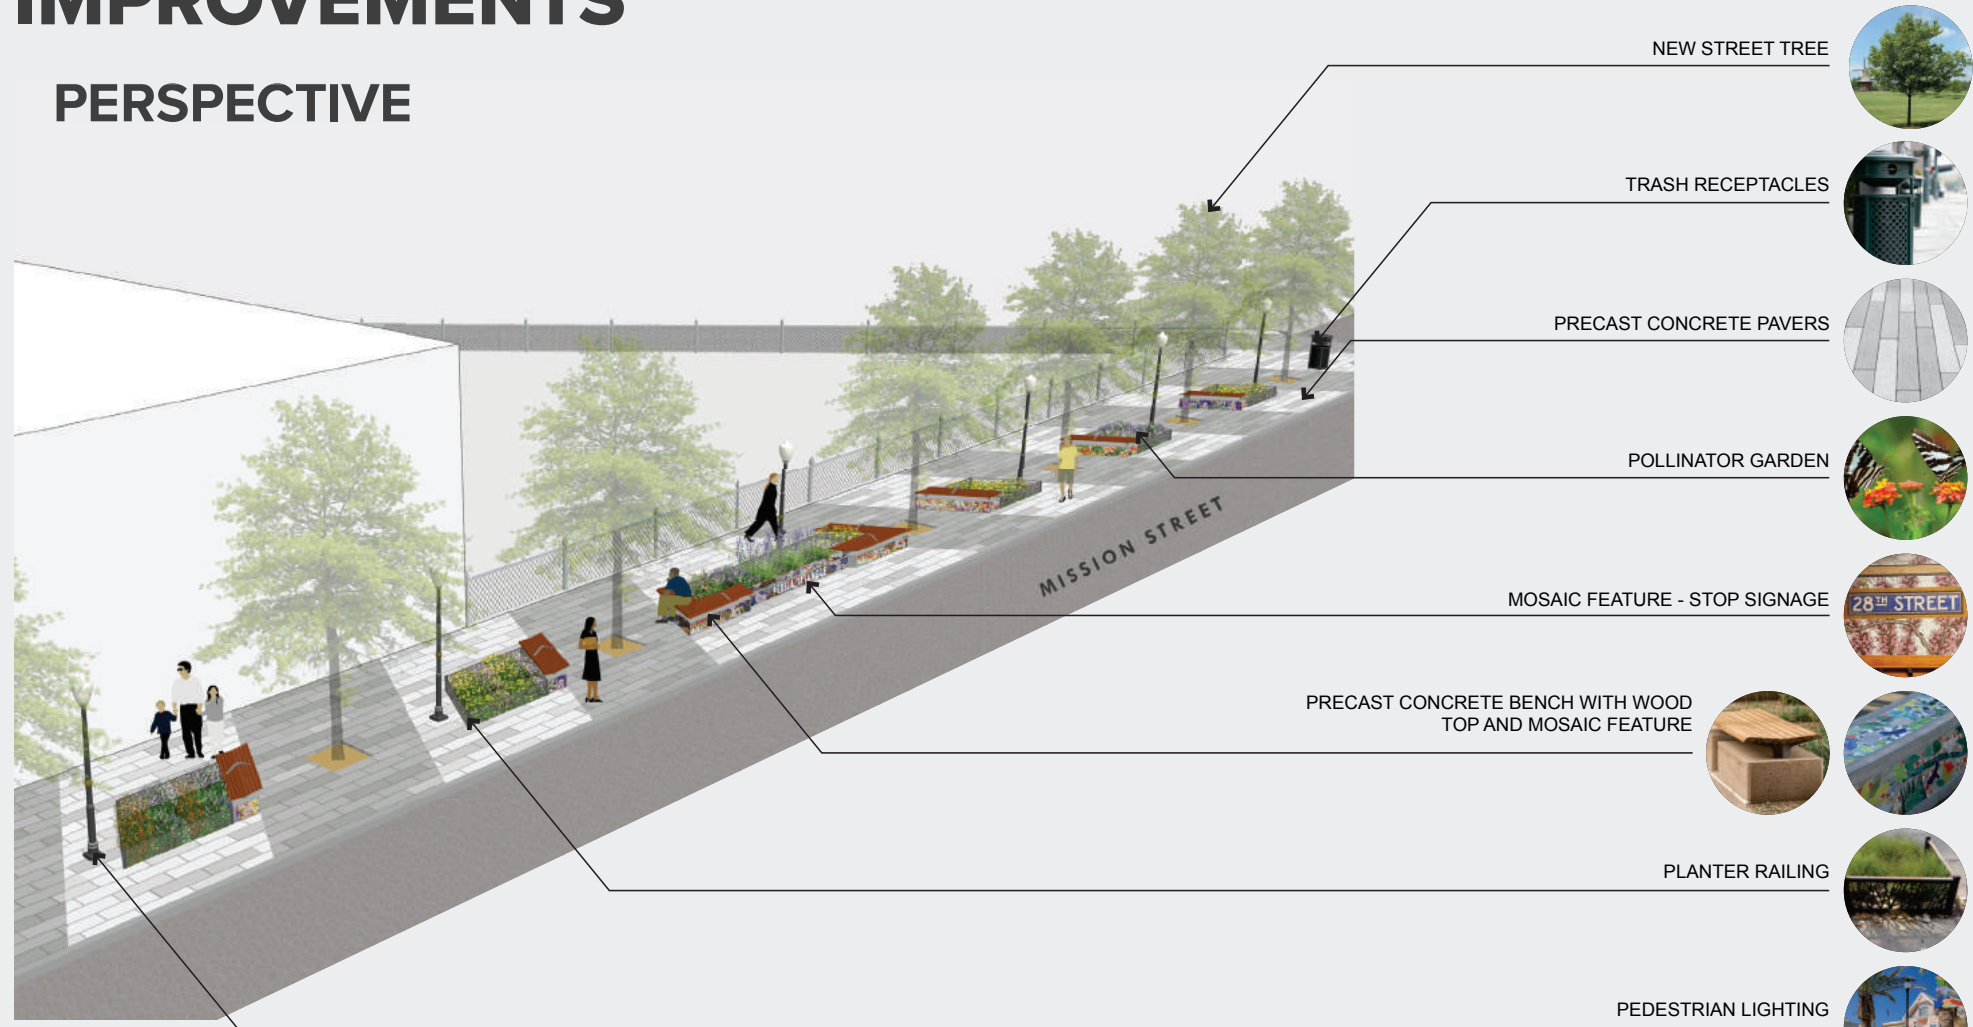 IMPROVEMENTS
PERSPECTIVE
NEW STREET TREE
TRASH RECEPTACLES
PRECAST CONCRETE PAVERS
POLLINATOR GARDEN
MOSAIC FEATURE - STOP SIGNAGE
28TH STREET
MISSION STREET
PRECAST CONCRETE BENCH WITH WOOD
TOP AND MOSAIC FEATURE
PLANTER RAILING
PEDESTRIAN LIGHTING